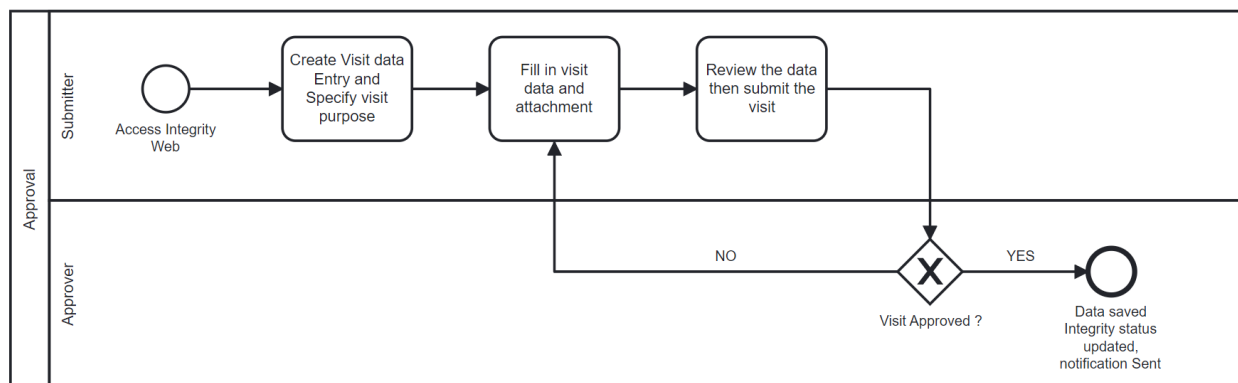 Approval
Submitter
Access Integrity
Web
Create Visit data
Entry and
Specify visit
purpose
Fill in visit
data and
attachment
Review the data
then submit the
visit
Approver
NO
Visit Approved ?
YES
Data saved
Integrity status
updated,
notification Sent